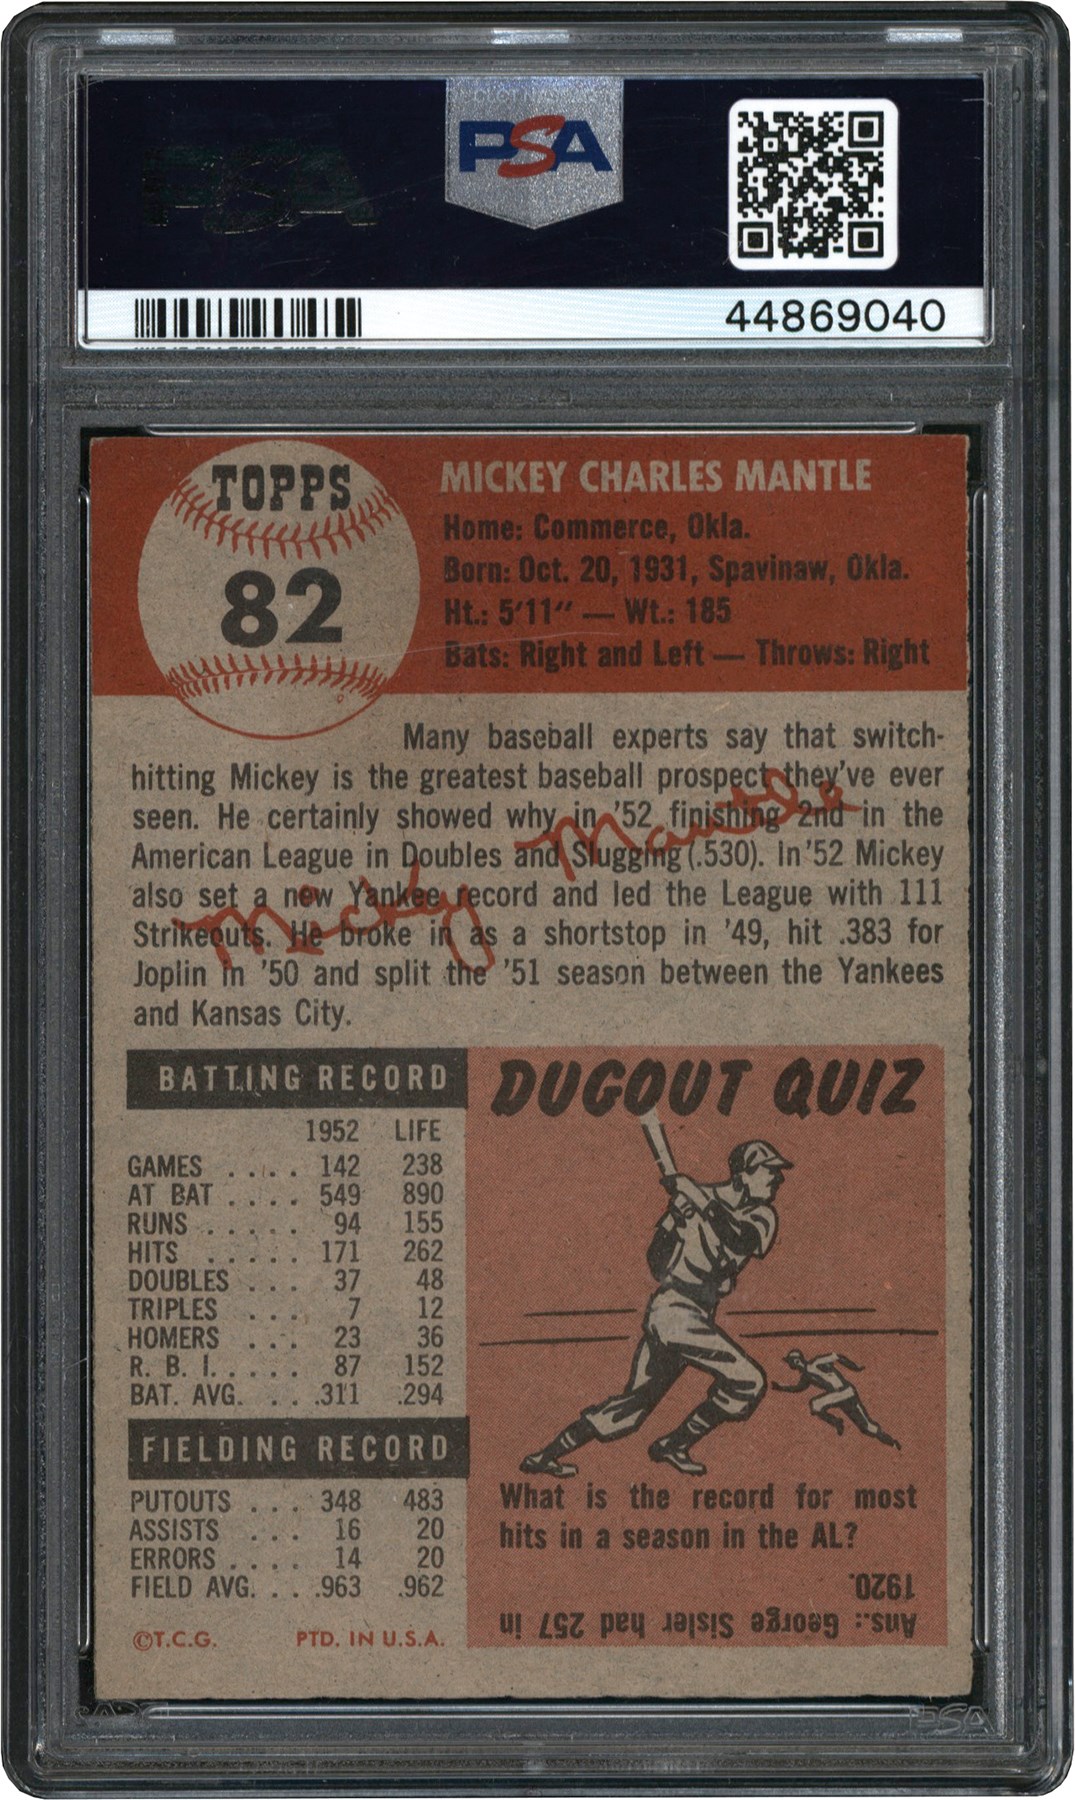 PSA
44869040
TOPPS
82
MICKEY CHARLES MANTLE
Home: Commerce, Okla.
Born: Oct. 20, 1931, Spavinaw, Okla.
Ht.: 5'11" — Wt.: 185
Bats: Right and Left — Throws: Right
Many baseball experts say that switch-
hitting Mickey is the greatest baseball prospect they've ever
seen. He certainly showed why in '52 finishing 2nd in the
American League in Doubles and Slugging (.530). In '52 Mickey
also set a new Yankee record and led the League with 111
Strikeouts. He broke in as a shortstop in '49, hit .383 for
Joplin in '50 and split the '51 season between the Yankees
and Kansas City.
Mickey Mantle
BATTING RECORD
1952 LIFE
GAMES .... 142 238
AT BAT .... 549 890
RUNS ..... 94 155
HITS ..... 171 262
DOUBLES ... 37 48
TRIPLES ... 7 12
HOMERS ... 23 36
R. B. I. .... 87 152
BAT. AVG. ... .311 .294
FIELDING RECORD
PUTOUTS ... 348 483
ASSISTS ... 16 20
ERRORS .... 14 20
FIELD AVG. ... .963 .962
©T.C.G. PTD. IN U.S.A.
DUGOUT QUIZ
What is the record for most
hits in a season in the AL?
Ans.: George Sisler had 257 in
1920.
PSA